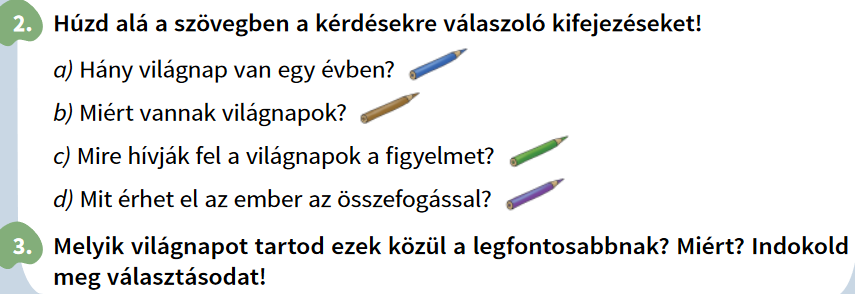 2. Húzd alá a szövegben a kérdésekre válaszoló kifejezéseket!
a) Hány világnap van egy évben?
b) Miért vannak világnapok?
c) Mire hívják fel a világnapok a figyelmet?
d) Mit érhet el az ember az összefogással?
3. Melyik világnapot tartod ezek közül a legfontosabbnak? Miért? Indokold
meg választásodat!